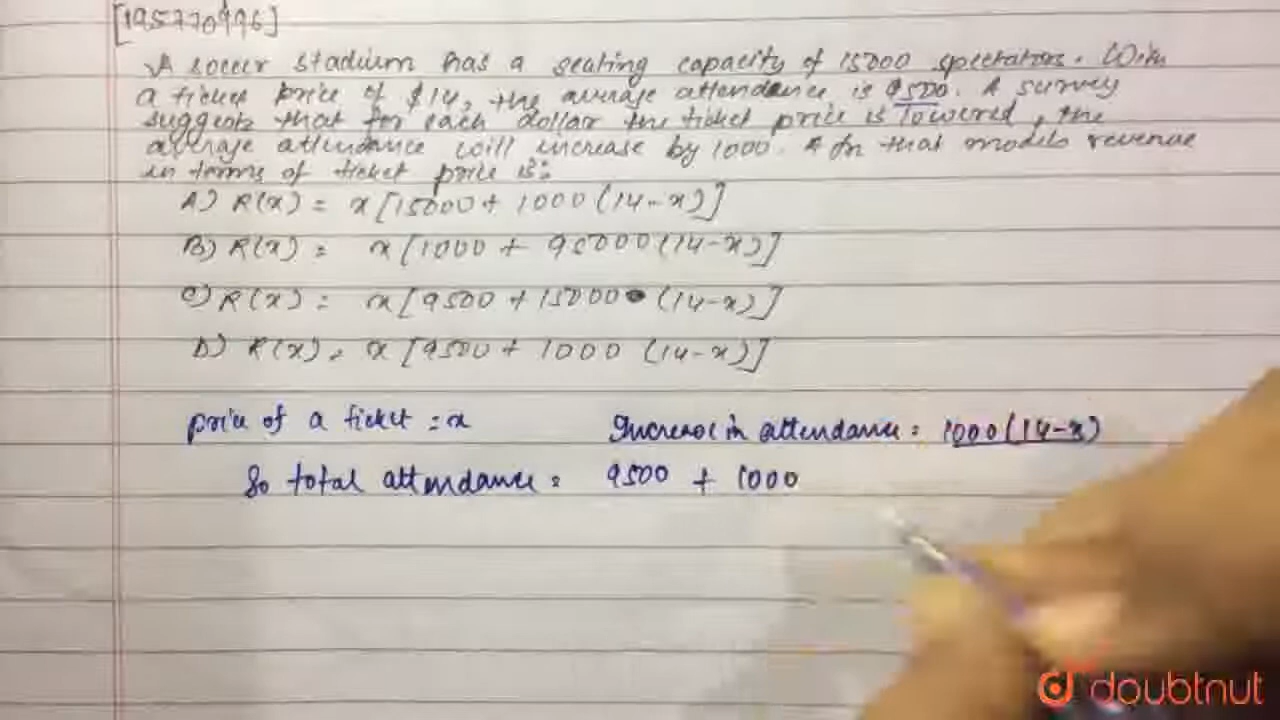 [195770496]
A soccer stadium has a seating capacity of 15000 spectators. With
a ticket price of $14, the average attendance is 9500. A survey
suggests that for each dollar the ticket price is lowered, the
average attendance will increase by 1000. A fn that models revenue
in terms of ticket price is:
A) R(x) = x[15000 + 1000(14-x)]
B) R(x) = x[1000 + 95000(14-x)]
C) R(x) = x[9500 + 15000 (14-x)]
D) R(x) = x[9500 + 1000 (14-x)]
price of a ticket = x Increase in attendance = 1000(14-x)
So total attendance = 9500 + 1000
doubtnut